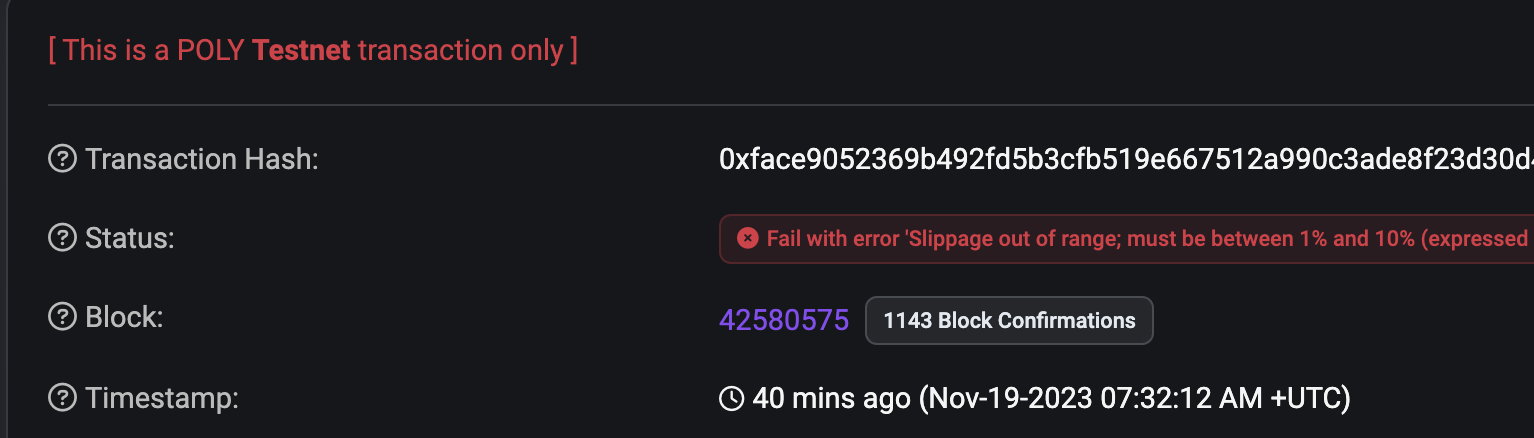 [ This is a POLY Testnet transaction only ]
Transaction Hash: 0xface9052369b492fd5b3cfb519e667512a990c3ade8f23d30d
Status: Fail with error 'Slippage out of range; must be between 1% and 10% (expressed
Block: 42580575 1143 Block Confirmations
Timestamp: 40 mins ago (Nov-19-2023 07:32:12 AM +UTC)